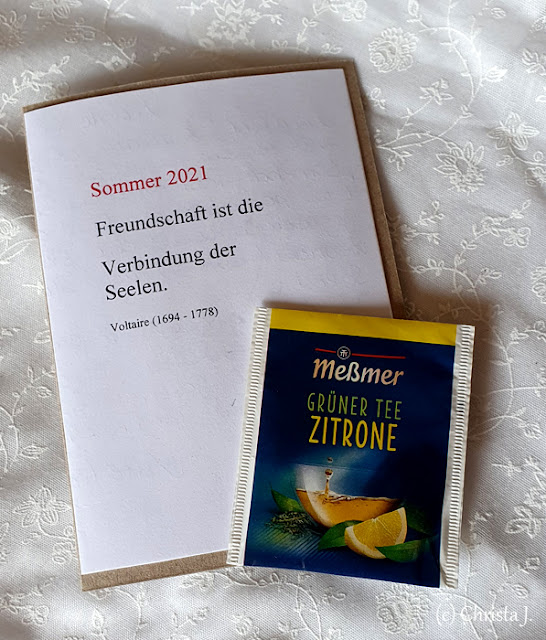 Sommer 2021
Freundschaft ist die
Verbindung der
Seelen.
Voltaire (1694 - 1778)
Meßmer
GRÜNER TEE
ZITRONE
(c) Christa J.